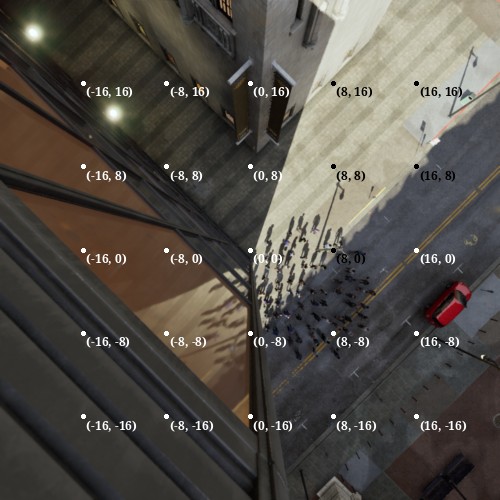 (-16, 16) (-8, 16) (0, 16) (8, 16) (16, 16)
(-16, 8) (-8, 8) (0, 8) (8, 8) (16, 8)
(-16, 0) (-8, 0) (0, 0) (8, 0) (16, 0)
(-16, -8) (-8, -8) (0, -8) (8, -8) (16, -8)
(-16, -16) (-8, -16) (0, -16) (8, -16) (16, -16)